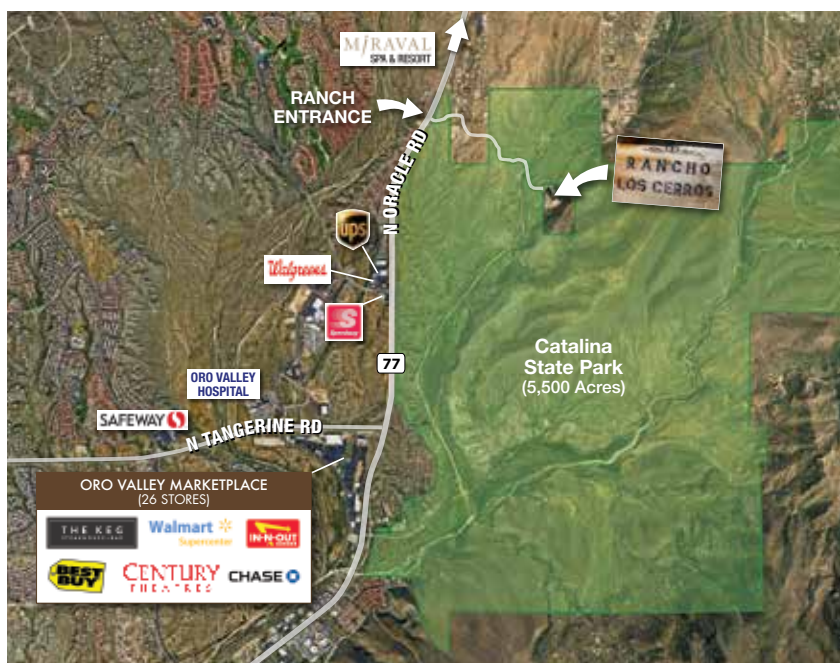 MIRAVAL
SPA & RESORT
RANCH
ENTRANCE
N ORACLE RD
RANCHO
LOS CERROS
ups
Walgreens
S
Speedway
77
Catalina
State Park
(5,500 Acres)
ORO VALLEY
HOSPITAL
SAFEWAY
N TANGERINE RD
ORO VALLEY MARKETPLACE
(26 STORES)
THE KEG
STEAKHOUSE + BAR
Walmart
Supercenter
IN-N-OUT
BEST
BUY
CENTURY
THEATRES
CHASE